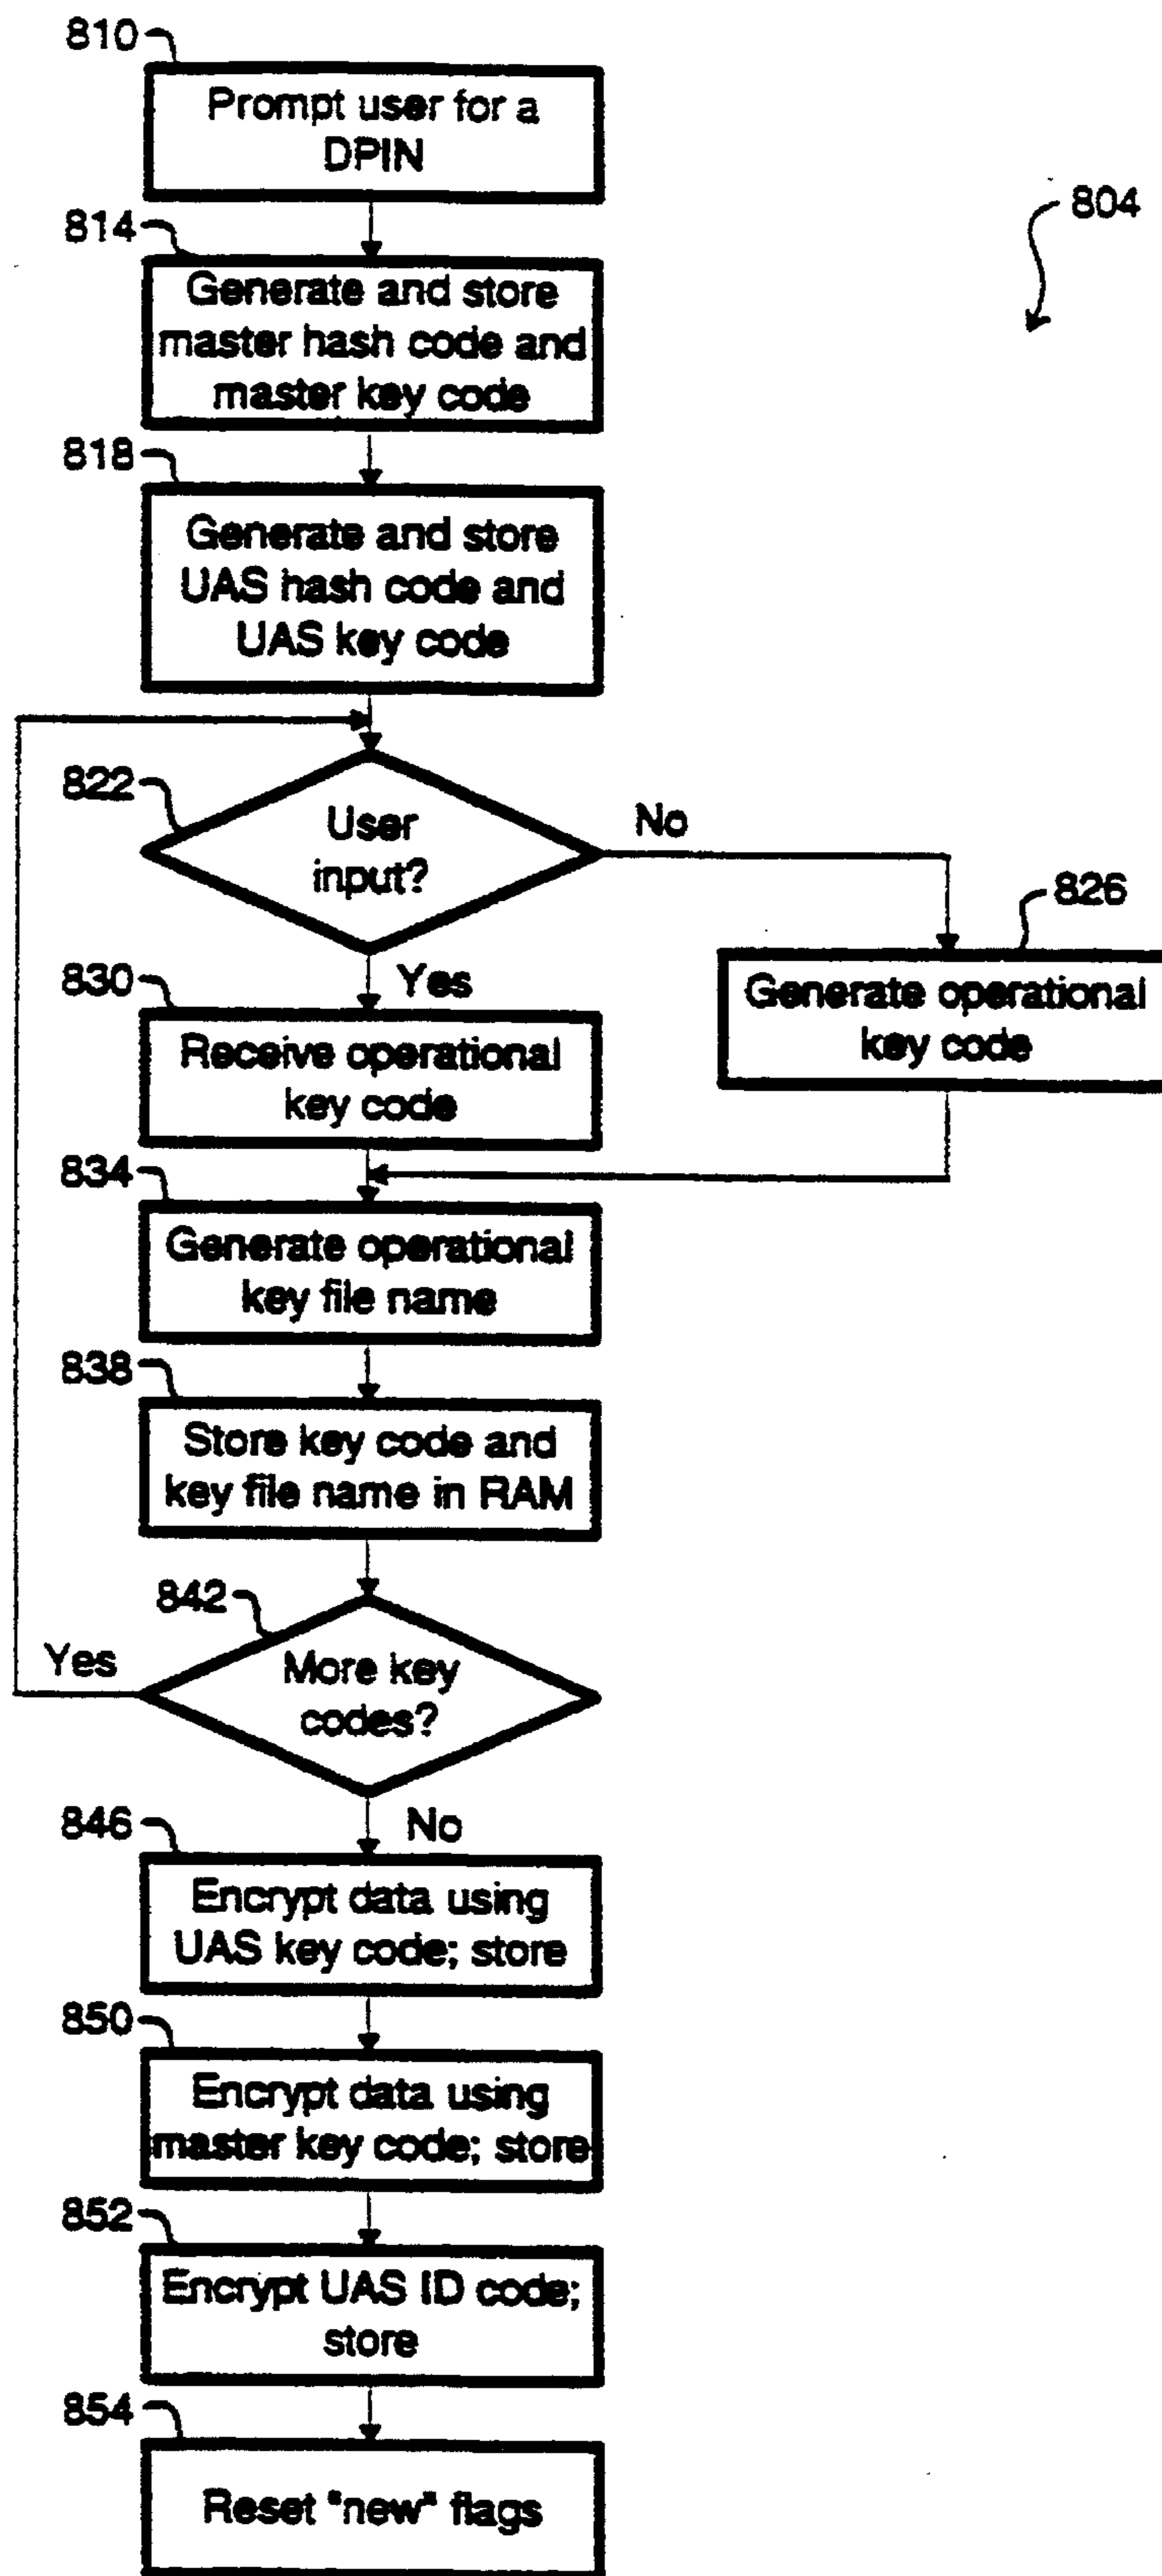 810
Prompt user for a
DPIN
804
814
Generate and store
master hash code and
master key code
818
Generate and store
UAS hash code and
UAS key code
822
User
input?
No
826
Generate operational
key code
Yes
830
Receive operational
key code
834
Generate operational
key file name
838
Store key code and
key file name in RAM
842
More key
codes?
Yes
No
846
Encrypt data using
UAS key code; store
850
Encrypt data using
master key code; store
852
Encrypt UAS ID code;
store
854
Reset "new" flags